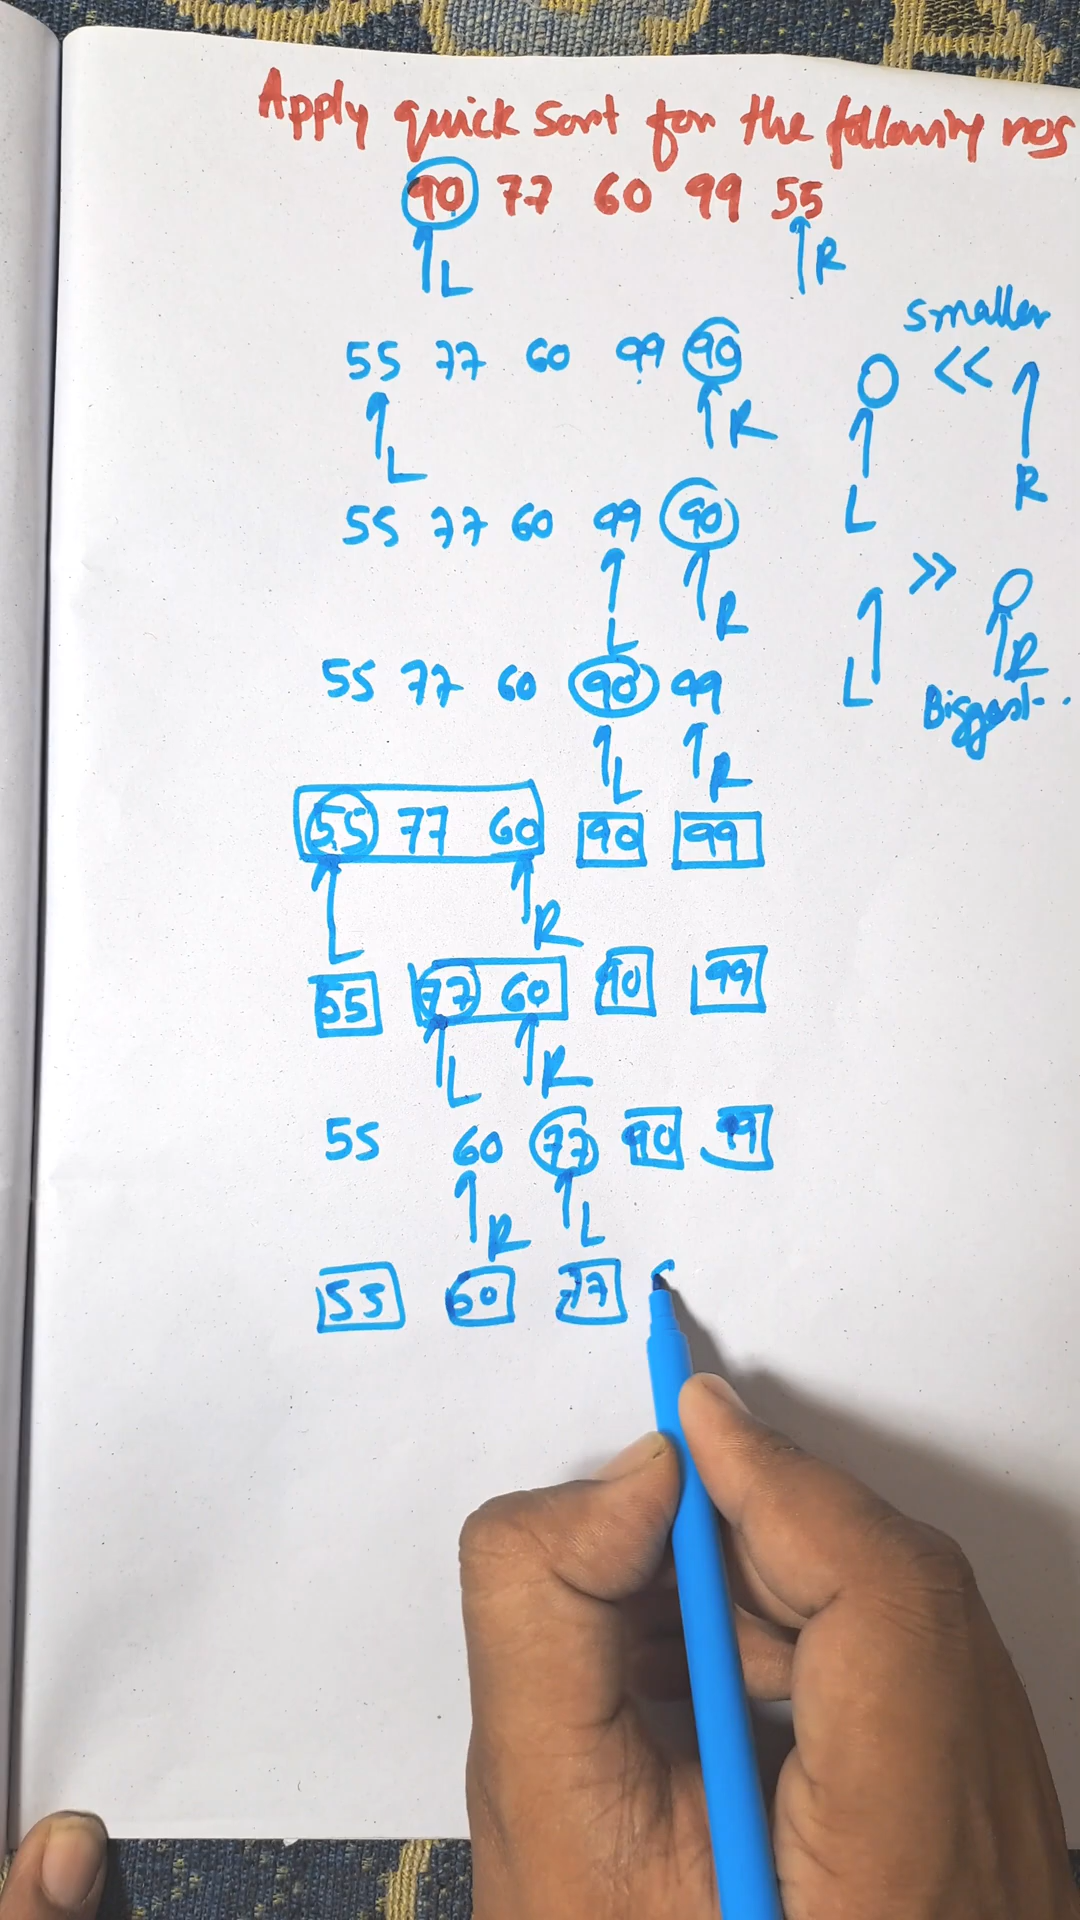 Apply quick sort for the following nos
90 77 60 99 55
L R
smaller
55 77 60 99 90
<<
L R
L R
55 77 60 99 90
>>
L R
L R
Biggest..
55 77 60 90 99
L R
55 77 60 90 99
L R
55 77 60 90 99
L R
55 60 77 90 99
R L
55 60 77